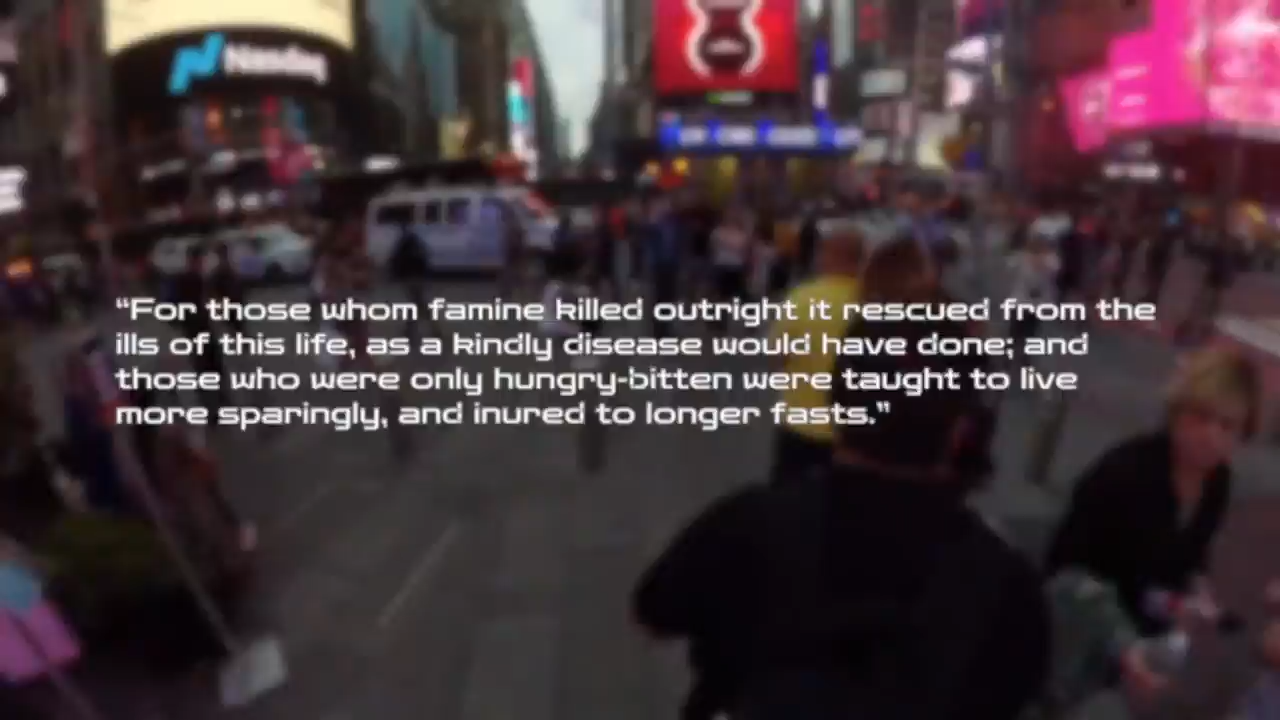 Nasdaq
“For those whom famine killed outright it rescued from the
ills of this life, as a kindly disease would have done; and
those who were only hungry-bitten were taught to live
more sparingly, and inured to longer fasts.”